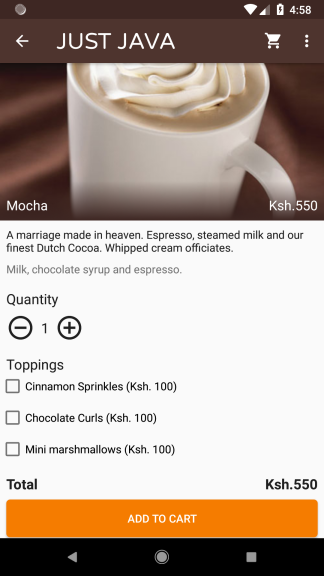 4:58
JUST JAVA
Mocha
Ksh.550
A marriage made in heaven. Espresso, steamed milk and our
finest Dutch Cocoa. Whipped cream officiates.
Milk, chocolate syrup and espresso.
Quantity
1
Toppings
Cinnamon Sprinkles (Ksh. 100)
Chocolate Curls (Ksh. 100)
Mini marshmallows (Ksh. 100)
Total
Ksh.550
ADD TO CART